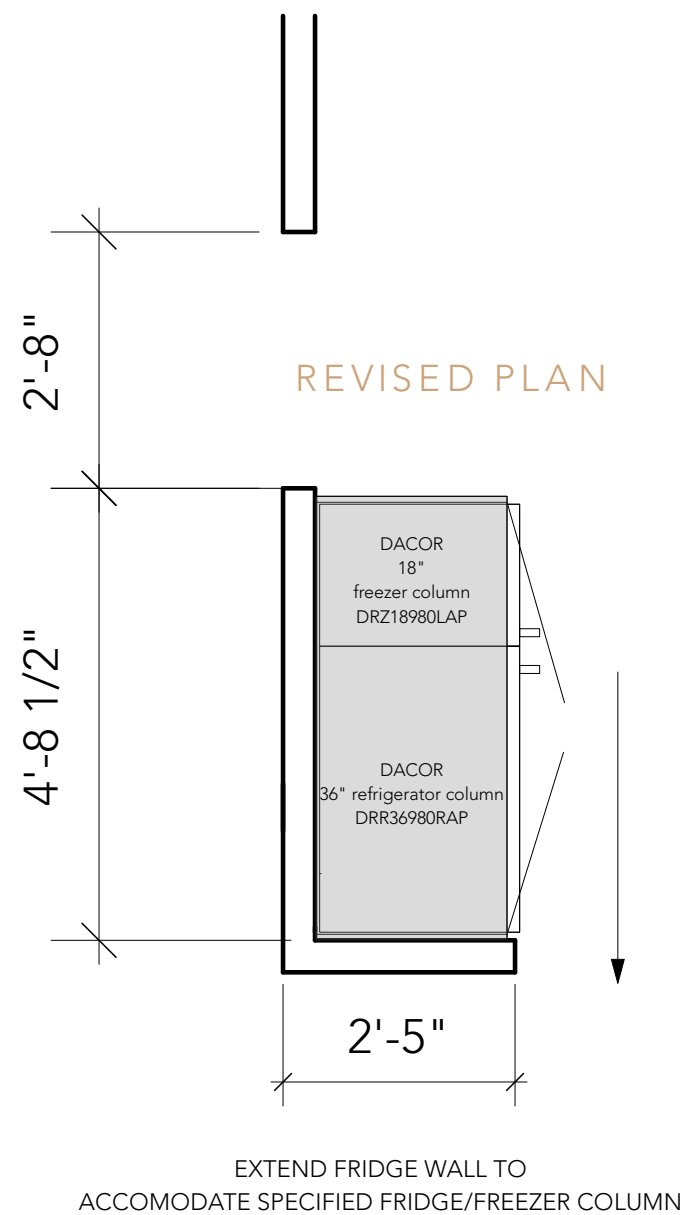 2'-8"
REVISED PLAN
DACOR
18"
freezer column
DRZ18980LAP
4'-8 1/2"
DACOR
36" refrigerator column
DRR36980RAP
2'-5"
EXTEND FRIDGE WALL TO
ACCOMODATE SPECIFIED FRIDGE/FREEZER COLUMN